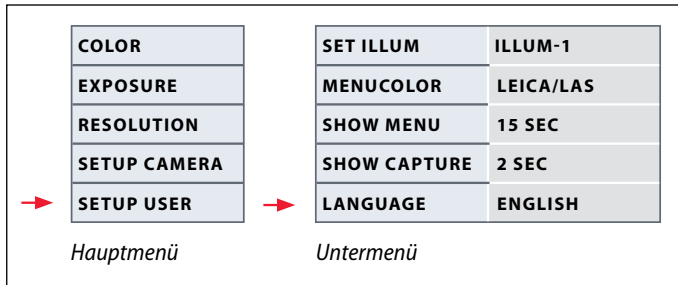 COLOR SET ILLUM ILLUM-1
EXPOSURE MENUCOLOR LEICA/LAS
RESOLUTION SHOW MENU 15 SEC
SETUP CAMERA SHOW CAPTURE 2 SEC
SETUP USER LANGUAGE ENGLISH
Hauptmenü Untermenü